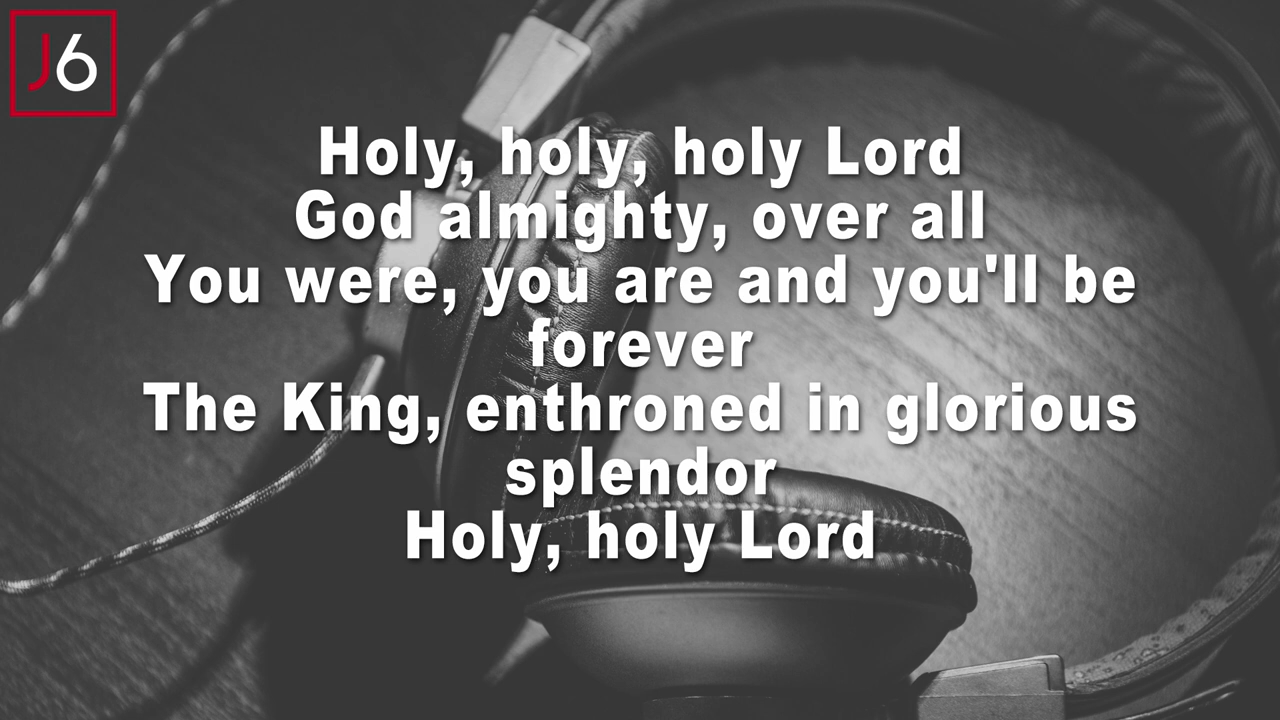 J6
Holy, holy, holy Lord
God almighty, over all
You were, you are and you'll be
forever
The King, enthroned in glorious
splendor
Holy, holy Lord